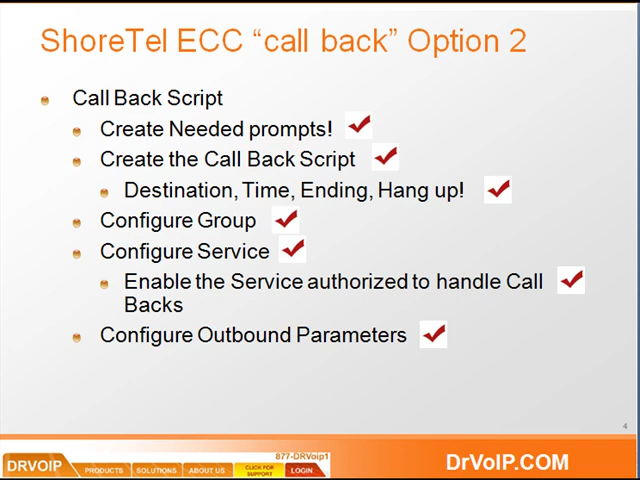 ShoreTel ECC “call back” Option 2
Call Back Script
Create Needed prompts!
Create the Call Back Script
Destination, Time, Ending, Hang up!
Configure Group
Configure Service
Enable the Service authorized to handle Call
Backs
Configure Outbound Parameters
4
877-DRVoip1
DRVOIP PRODUCTS SOLUTIONS ABOUT US CLICK FOR SUPPORT LOGIN
DrVoIP.COM